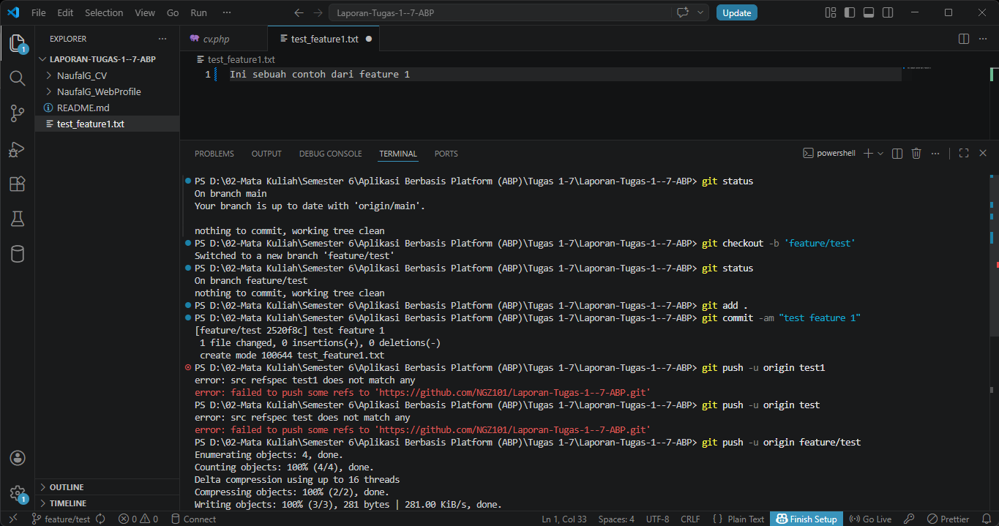 File Edit Selection View Go Run ··· Laporan-Tugas-1--7-ABP Update
EXPLORER ···
LAPORAN-TUGAS-1--7-ABP
NaufalG_CV
NaufalG_WebProfile
README.md
test_feature1.txt
OUTLINE
TIMELINE
1
1
cv.php test_feature1.txt
test_feature1.txt
1 Ini sebuah contoh dari feature 1
PROBLEMS OUTPUT DEBUG CONSOLE TERMINAL PORTS powershell
PS D:\02-Mata Kuliah\Semester 6\Aplikasi Berbasis Platform (ABP)\Tugas 1-7\Laporan-Tugas-1--7-ABP> git status
On branch main
Your branch is up to date with 'origin/main'.
nothing to commit, working tree clean
PS D:\02-Mata Kuliah\Semester 6\Aplikasi Berbasis Platform (ABP)\Tugas 1-7\Laporan-Tugas-1--7-ABP> git checkout -b 'feature/test'
Switched to a new branch 'feature/test'
PS D:\02-Mata Kuliah\Semester 6\Aplikasi Berbasis Platform (ABP)\Tugas 1-7\Laporan-Tugas-1--7-ABP> git status
On branch feature/test
nothing to commit, working tree clean
PS D:\02-Mata Kuliah\Semester 6\Aplikasi Berbasis Platform (ABP)\Tugas 1-7\Laporan-Tugas-1--7-ABP> git add .
PS D:\02-Mata Kuliah\Semester 6\Aplikasi Berbasis Platform (ABP)\Tugas 1-7\Laporan-Tugas-1--7-ABP> git commit -am "test feature 1"
[feature/test 2520f8c] test feature 1
1 file changed, 0 insertions(+), 0 deletions(-)
create mode 100644 test_feature1.txt
PS D:\02-Mata Kuliah\Semester 6\Aplikasi Berbasis Platform (ABP)\Tugas 1-7\Laporan-Tugas-1--7-ABP> git push -u origin test1
error: src refspec test1 does not match any
error: failed to push some refs to 'https://github.com/NGZ101/Laporan-Tugas-1--7-ABP.git'
PS D:\02-Mata Kuliah\Semester 6\Aplikasi Berbasis Platform (ABP)\Tugas 1-7\Laporan-Tugas-1--7-ABP> git push -u origin test
error: src refspec test does not match any
error: failed to push some refs to 'https://github.com/NGZ101/Laporan-Tugas-1--7-ABP.git'
PS D:\02-Mata Kuliah\Semester 6\Aplikasi Berbasis Platform (ABP)\Tugas 1-7\Laporan-Tugas-1--7-ABP> git push -u origin feature/test
Enumerating objects: 4, done.
Counting objects: 100% (4/4), done.
Delta compression using up to 16 threads
Compressing objects: 100% (2/2), done.
Writing objects: 100% (3/3), 281 bytes | 281.00 KiB/s, done.
feature/test 0 0 Connect Ln 1, Col 33 Spaces: 4 UTF-8 CRLF { } Plain Text Finish Setup Go Live Prettier